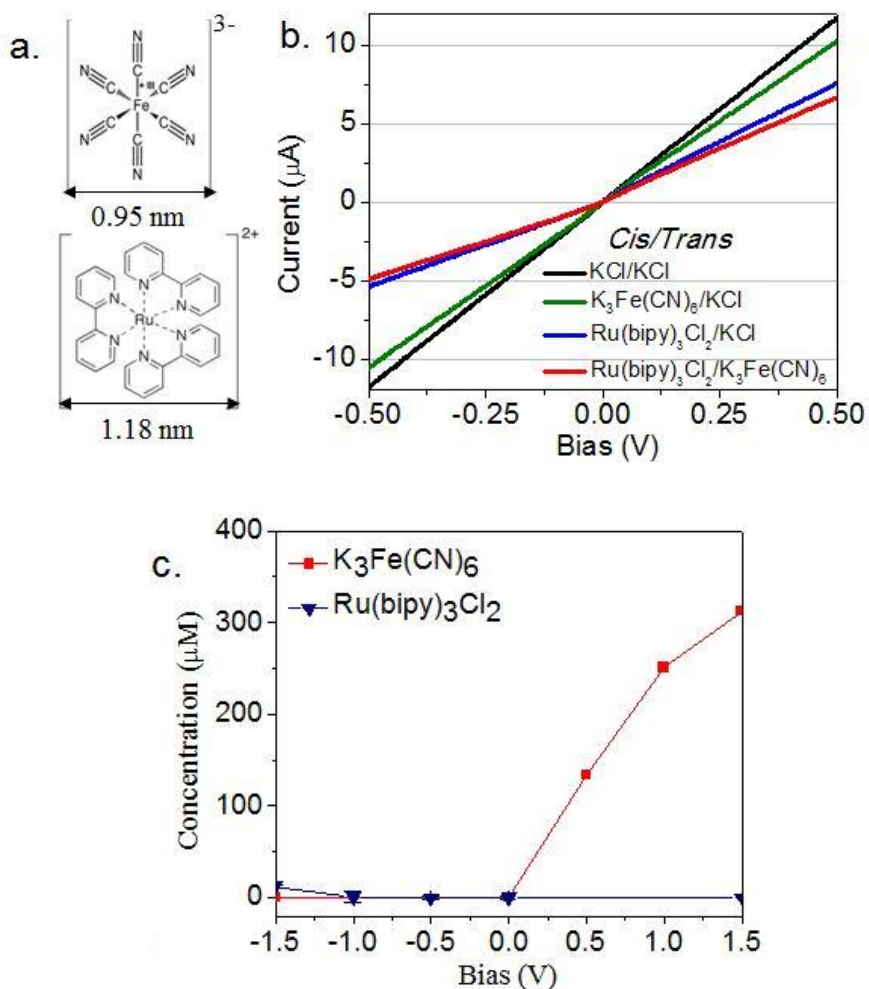 a.
3-
N N N
C C C
• III
Fe
C C C
N N N
0.95 nm
2+
N N
N Ru N
N N
1.18 nm
b.
10
5
0
-5
-10
Current (μA)
-0.50 -0.25 0.00 0.25 0.50
Bias (V)
Cis/Trans
KCl/KCl
K3Fe(CN)6/KCl
Ru(bipy)3Cl2/KCl
Ru(bipy)3Cl2/K3Fe(CN)6
c.
400
300
200
100
0
Concentration (μM)
K3Fe(CN)6
Ru(bipy)3Cl2
-1.5 -1.0 -0.5 0.0 0.5 1.0 1.5
Bias (V)